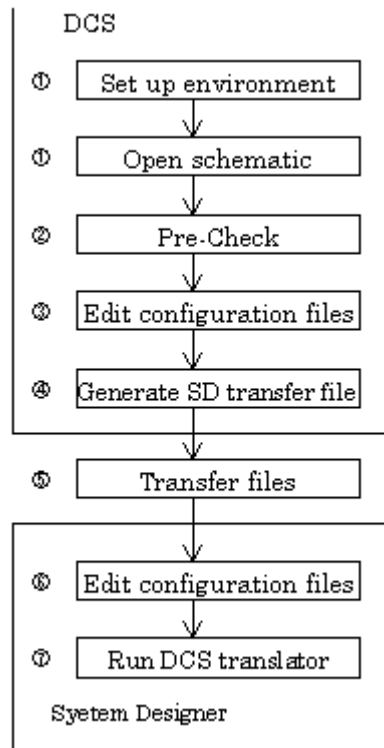 DCS
① Set up environment
① Open schematic
② Pre-Check
③ Edit configuration files
④ Generate SD transfer file
⑤ Transfer files
⑥ Edit configuration files
⑦ Run DCS translator
Syetem Designer